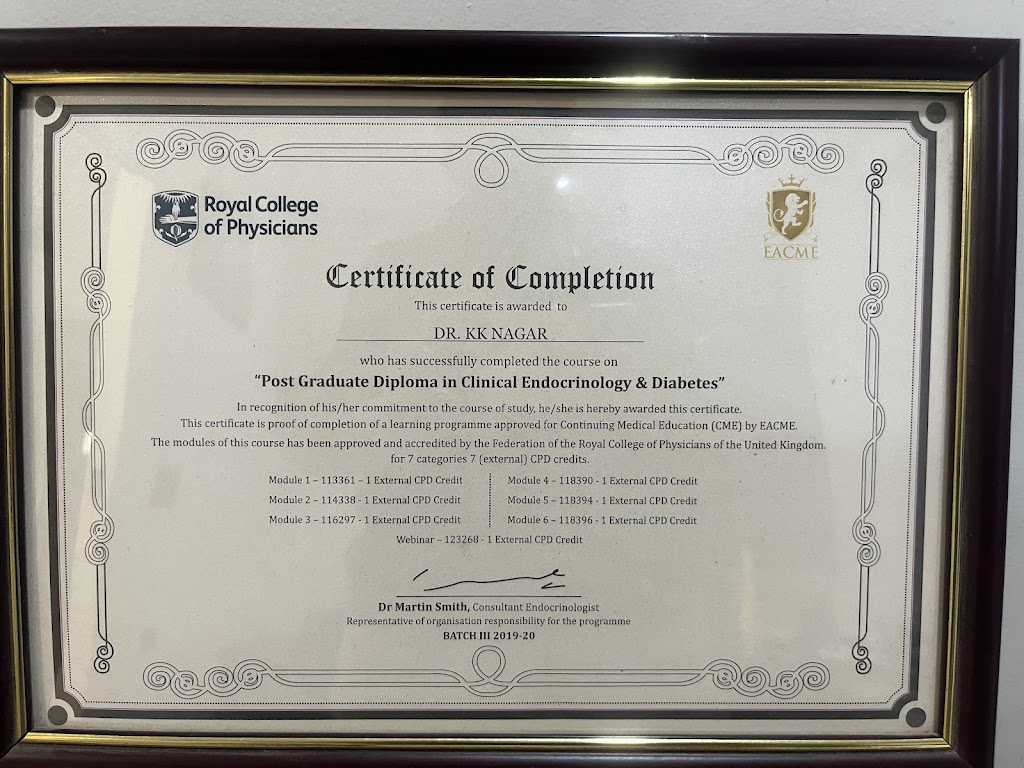 Royal College
of Physicians
EACME
Certificate of Completion
This certificate is awarded to
DR. KK NAGAR
who has successfully completed the course on
“Post Graduate Diploma in Clinical Endocrinology & Diabetes”
In recognition of his/her commitment to the course of study, he/she is hereby awarded this certificate.
This certificate is proof of completion of a learning programme approved for Continuing Medical Education (CME) by EACME.
The modules of this course has been approved and accredited by the Federation of the Royal College of Physicians of the United Kingdom.
for 7 categories 7 (external) CPD credits.
Module 1 – 113361 – 1 External CPD Credit
Module 2 – 114338 - 1 External CPD Credit
Module 3 – 116297 - 1 External CPD Credit
Module 4 – 118390 - 1 External CPD Credit
Module 5 – 118394 - 1 External CPD Credit
Module 6 – 118396 - 1 External CPD Credit
Webinar – 123268 - 1 External CPD Credit
Dr Martin Smith, Consultant Endocrinologist
Representative of organisation responsibility for the programme
BATCH III 2019-20